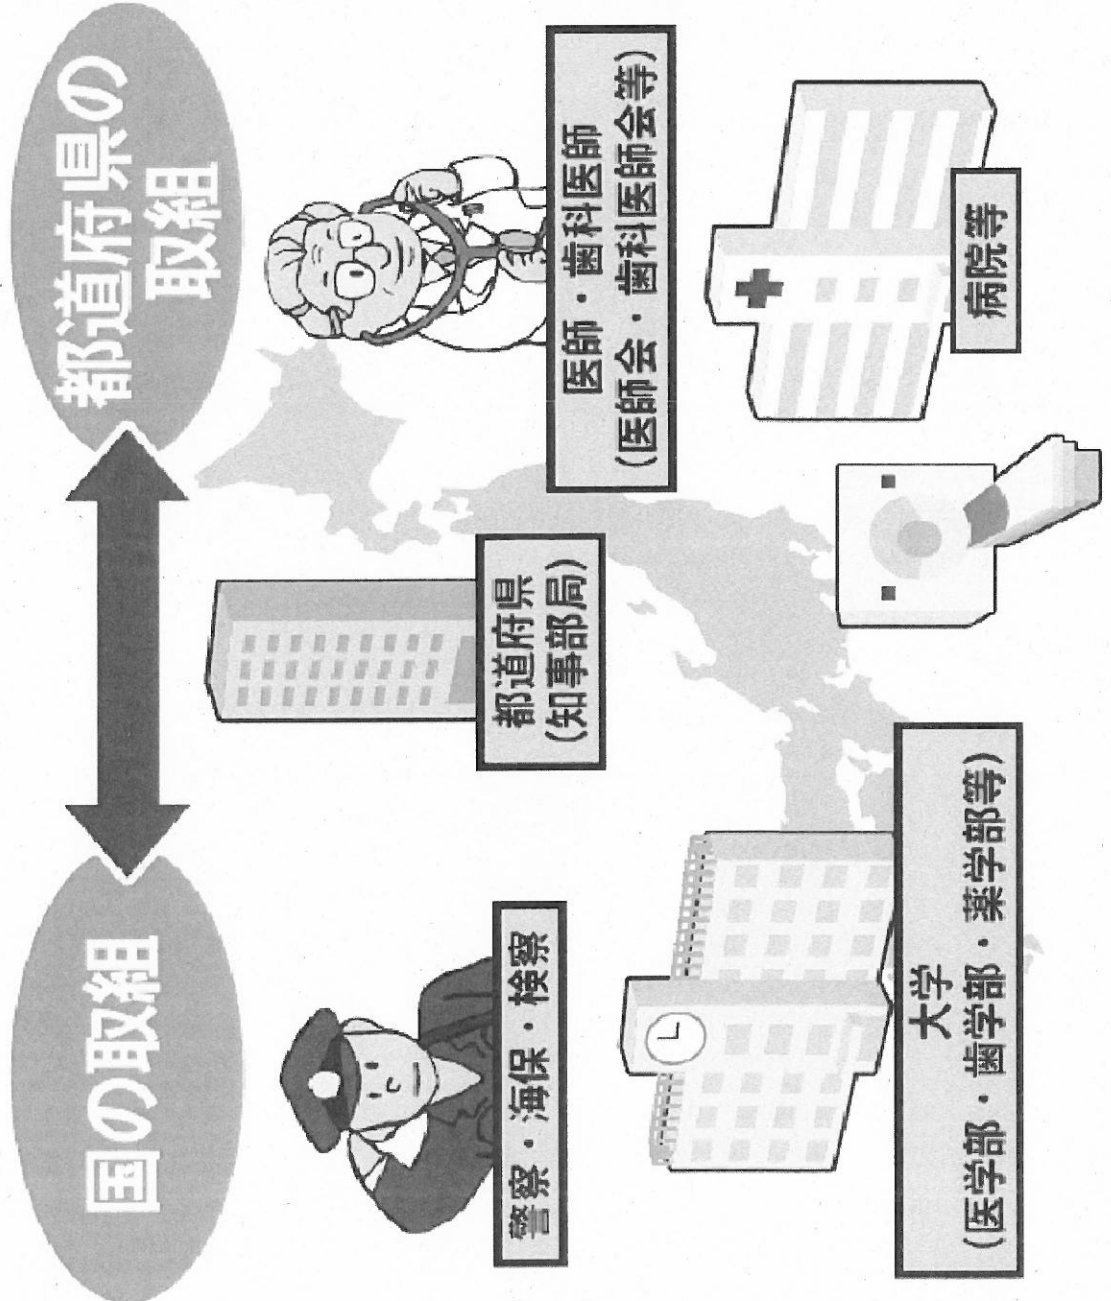 国の取組
都道府県の
取組
警察・海保・検察
都道府県
(知事部局)
医師・歯科医師
(医師会・歯科医師会等)
大学
(医学部・歯学部・薬学部等)
病院等